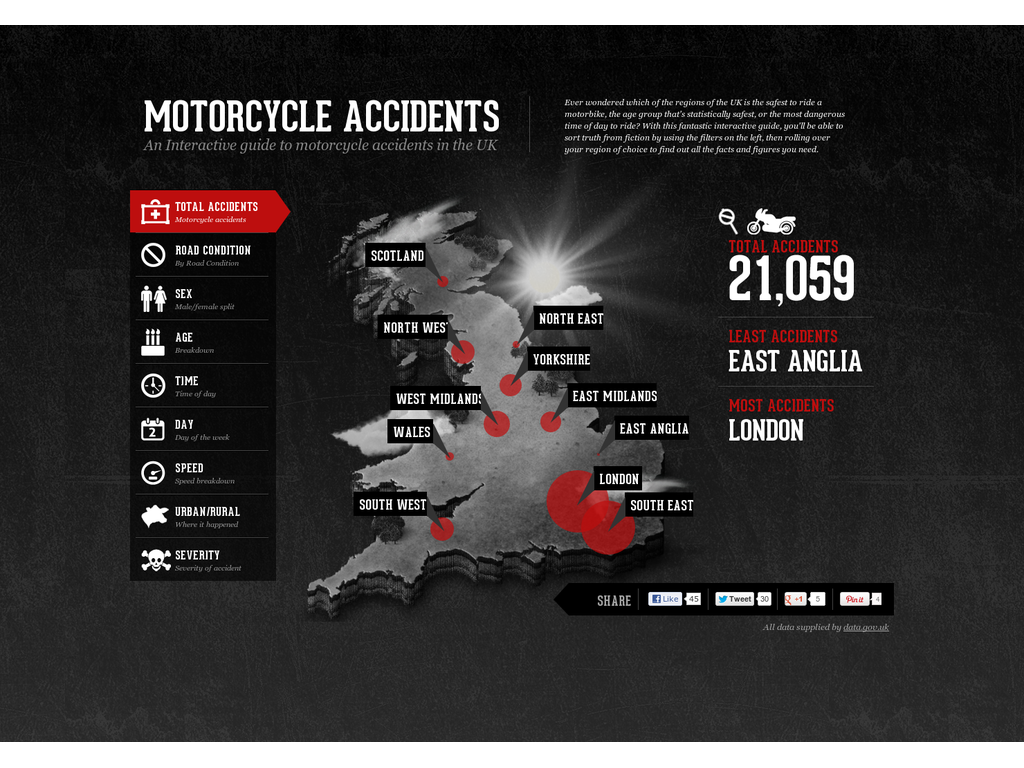 MOTORCYCLE ACCIDENTS
An Interactive guide to motorcycle accidents in the UK
Ever wondered which of the regions of the UK is the safest to ride a
motorbike, the age group that's statistically safest, or the most dangerous
time of day to ride? With this fantastic interactive guide, you'll be able to
sort truth from fiction by using the filters on the left, then rolling over
your region of choice to find out all the facts and figures you need.
TOTAL ACCIDENTS
Motorcycle accidents
ROAD CONDITION
By Road Condition
SEX
Male/female split
AGE
Breakdown
TIME
Time of day
DAY
2
Day of the week
SPEED
Speed breakdown
URBAN/RURAL
Where it happened
SEVERITY
Severity of accident
SCOTLAND
NORTH EAST
NORTH WES
YORKSHIRE
EAST MIDLANDS
WEST MIDLANDS
EAST ANGLIA
WALES
LONDON
SOUTH WEST
SOUTH EAST
TOTAL ACCIDENTS
21,059
LEAST ACCIDENTS
EAST ANGLIA
MOST ACCIDENTS
LONDON
SHARE
Like 45
Tweet 30
+1 5
Pin it 4
All data supplied by data.gov.uk